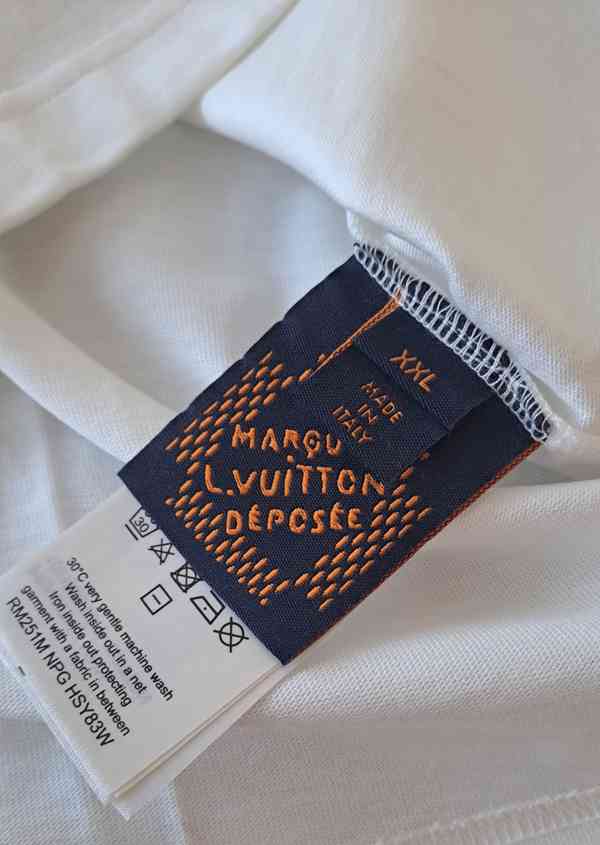 XXL
MADE
IN
ITALY
MARQU
L.VUITTON
DÉPOSÉE
30
30°C very gentle machine wash
Wash inside out in a net
Iron inside out protecting
garment with a fabric in between
RM251M NPG HSY83W